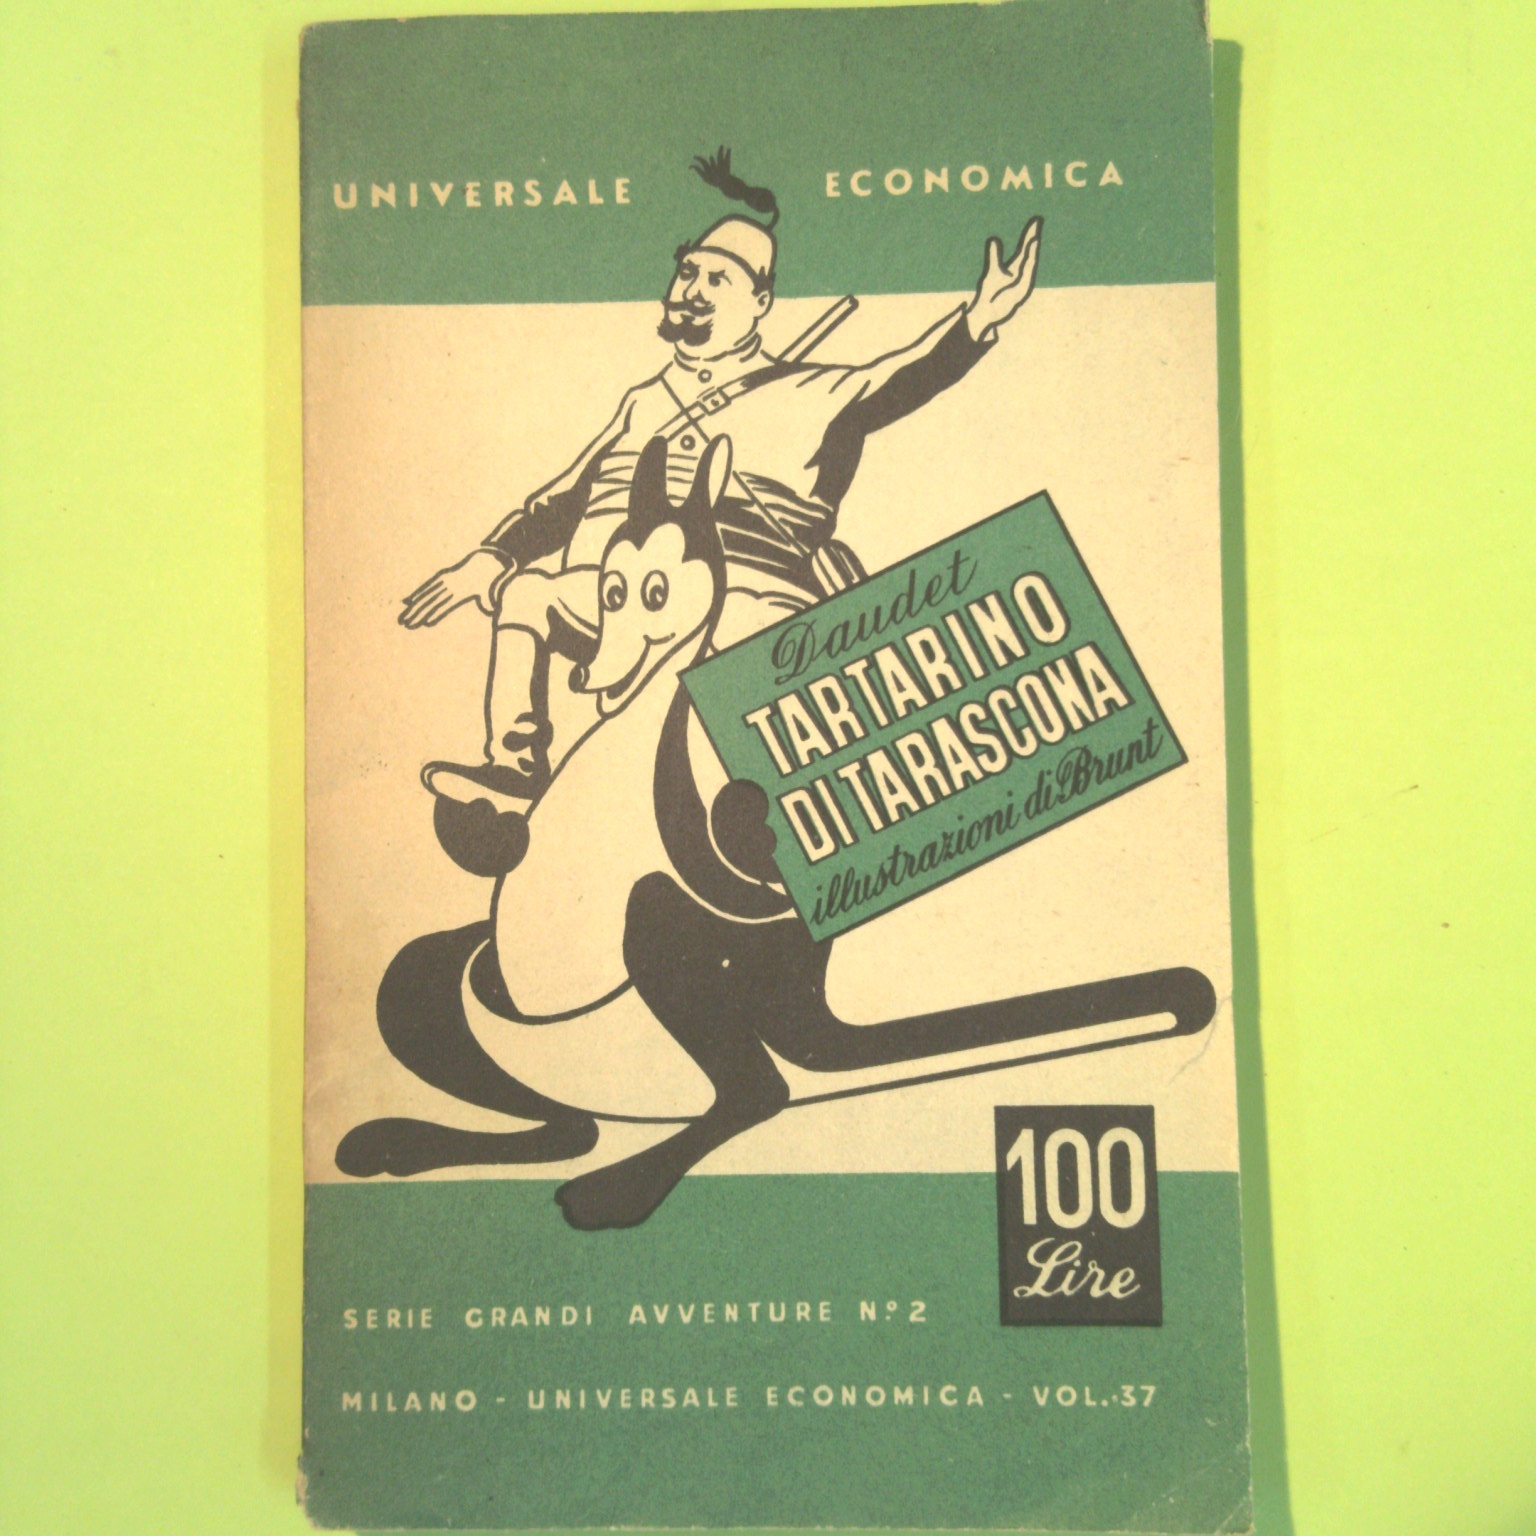 UNIVERSALE ECONOMICA
Daudet
TARTARINO
DI TARASCONA
illustrazioni di Brunt
100
Lire
SERIE GRANDI AVVENTURE N.º 2
MILANO - UNIVERSALE ECONOMICA - VOL. 37